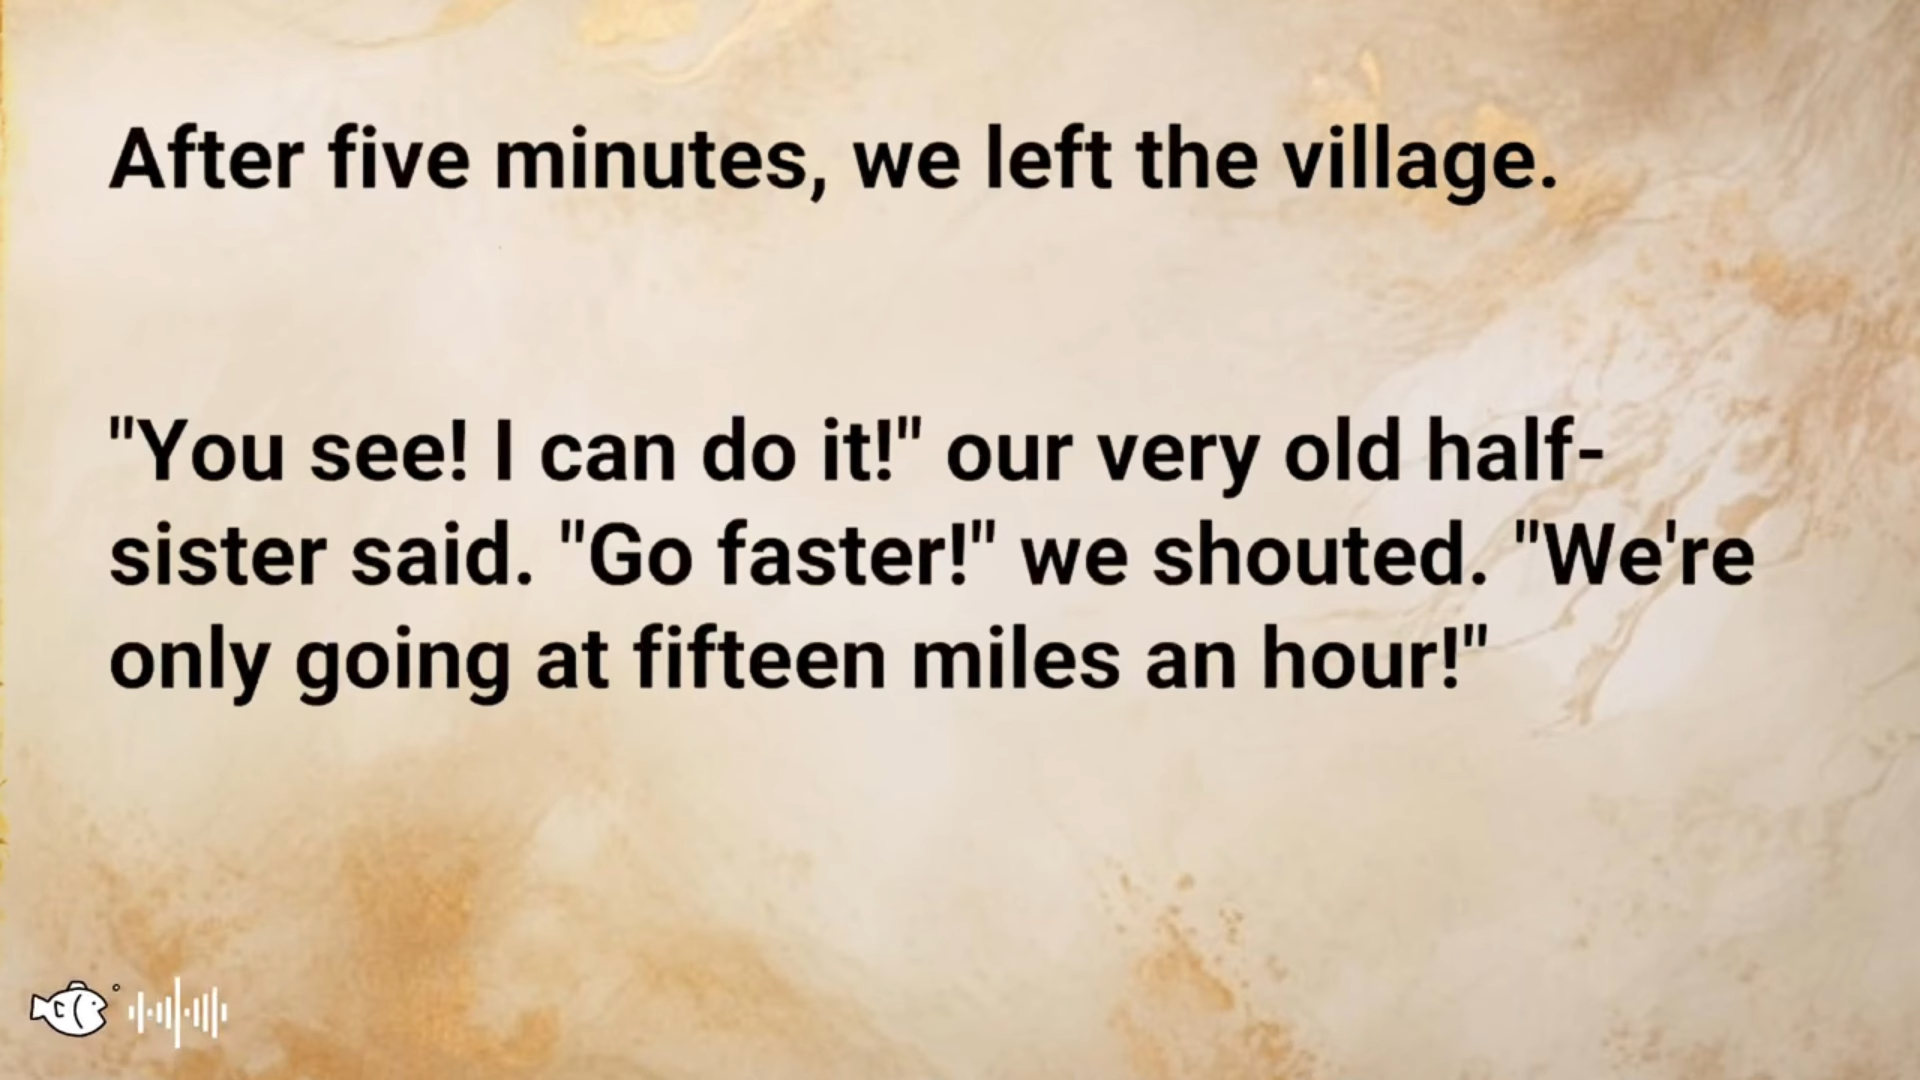 After five minutes, we left the village.
"You see! I can do it!" our very old half-
sister said. "Go faster!" we shouted. "We're
only going at fifteen miles an hour!"